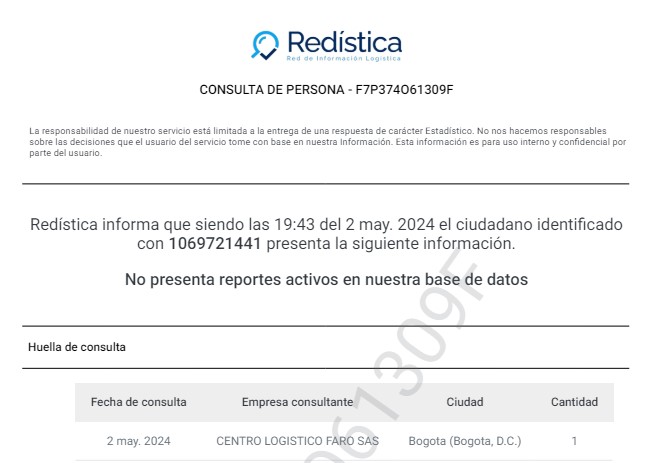 Redística
Red de Información Logística
CONSULTA DE PERSONA - F7P374O61309F
La responsabilidad de nuestro servicio está limitada a la entrega de una respuesta de carácter Estadístico. No nos hacemos responsables
sobre las decisiones que el usuario del servicio tome con base en nuestra Información. Esta información es para uso interno y confidencial por
parte del usuario.
Redística informa que siendo las 19:43 del 2 may. 2024 el ciudadano identificado
con 1069721441 presenta la siguiente información.
No presenta reportes activos en nuestra base de datos
Huella de consulta
Fecha de consulta Empresa consultante Ciudad Cantidad
2 may. 2024 CENTRO LOGISTICO FARO SAS Bogota (Bogota, D.C.) 1
061309F